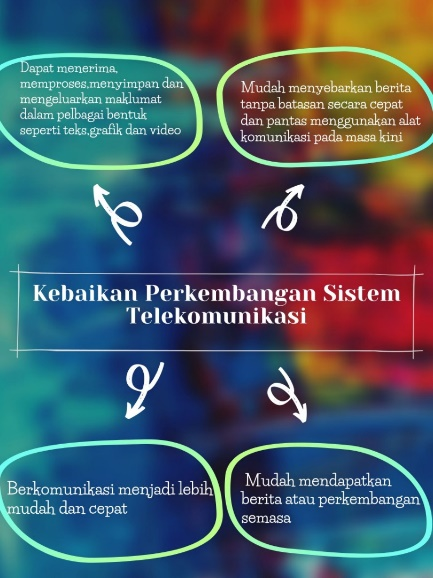 Dapat menerima,
memproses,menyimpan dan
mengeluarkan maklumat
dalam pelbagai bentuk
seperti teks,grafik dan video
Mudah menyebarkan berita
tanpa batasan secara cepat
dan pantas menggunakan alat
komunikasi pada masa kini
Kebaikan Perkembangan Sistem
Telekomunikasi
Berkomunikasi menjadi lebih
mudah dan cepat
Mudah mendapatkan
berita atau perkembangan
semasa